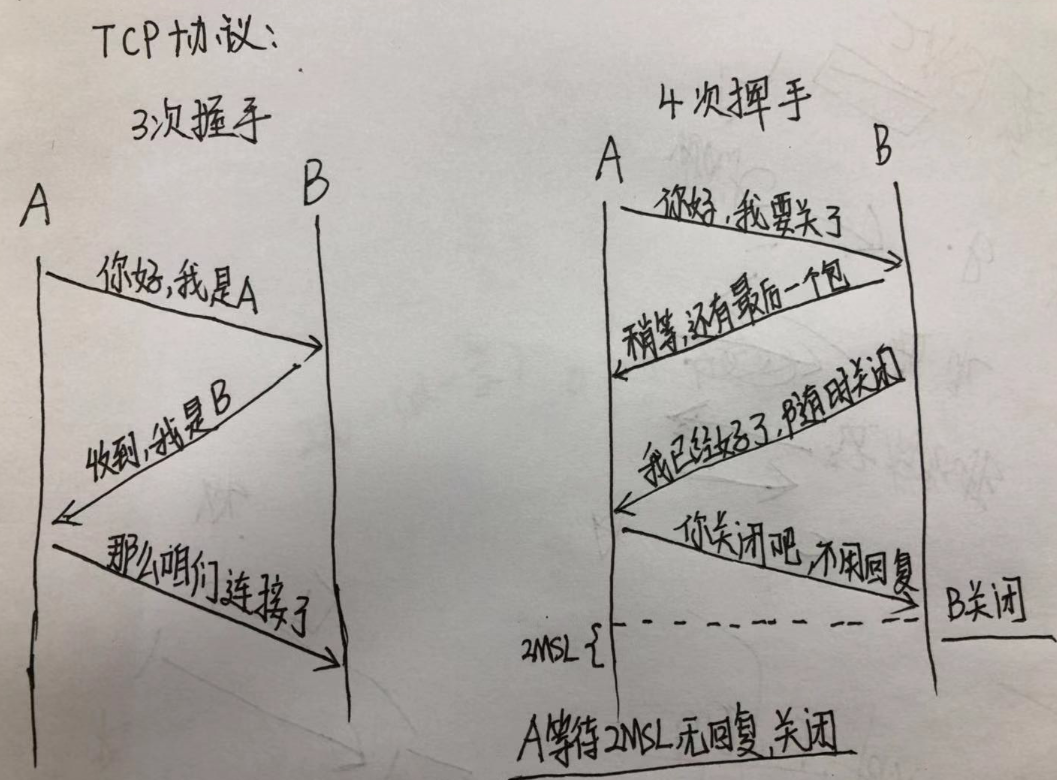 TCP协议:
3次握手
A
B
你好,我是A
收到,我是B
那么咱们连接了
4次挥手
A
B
你好,我要关了
稍等,还有最后一个包
我已经好了,随时关闭
你关闭吧,不用回复
B关闭
2MSL
A等待2MSL,无回复,关闭